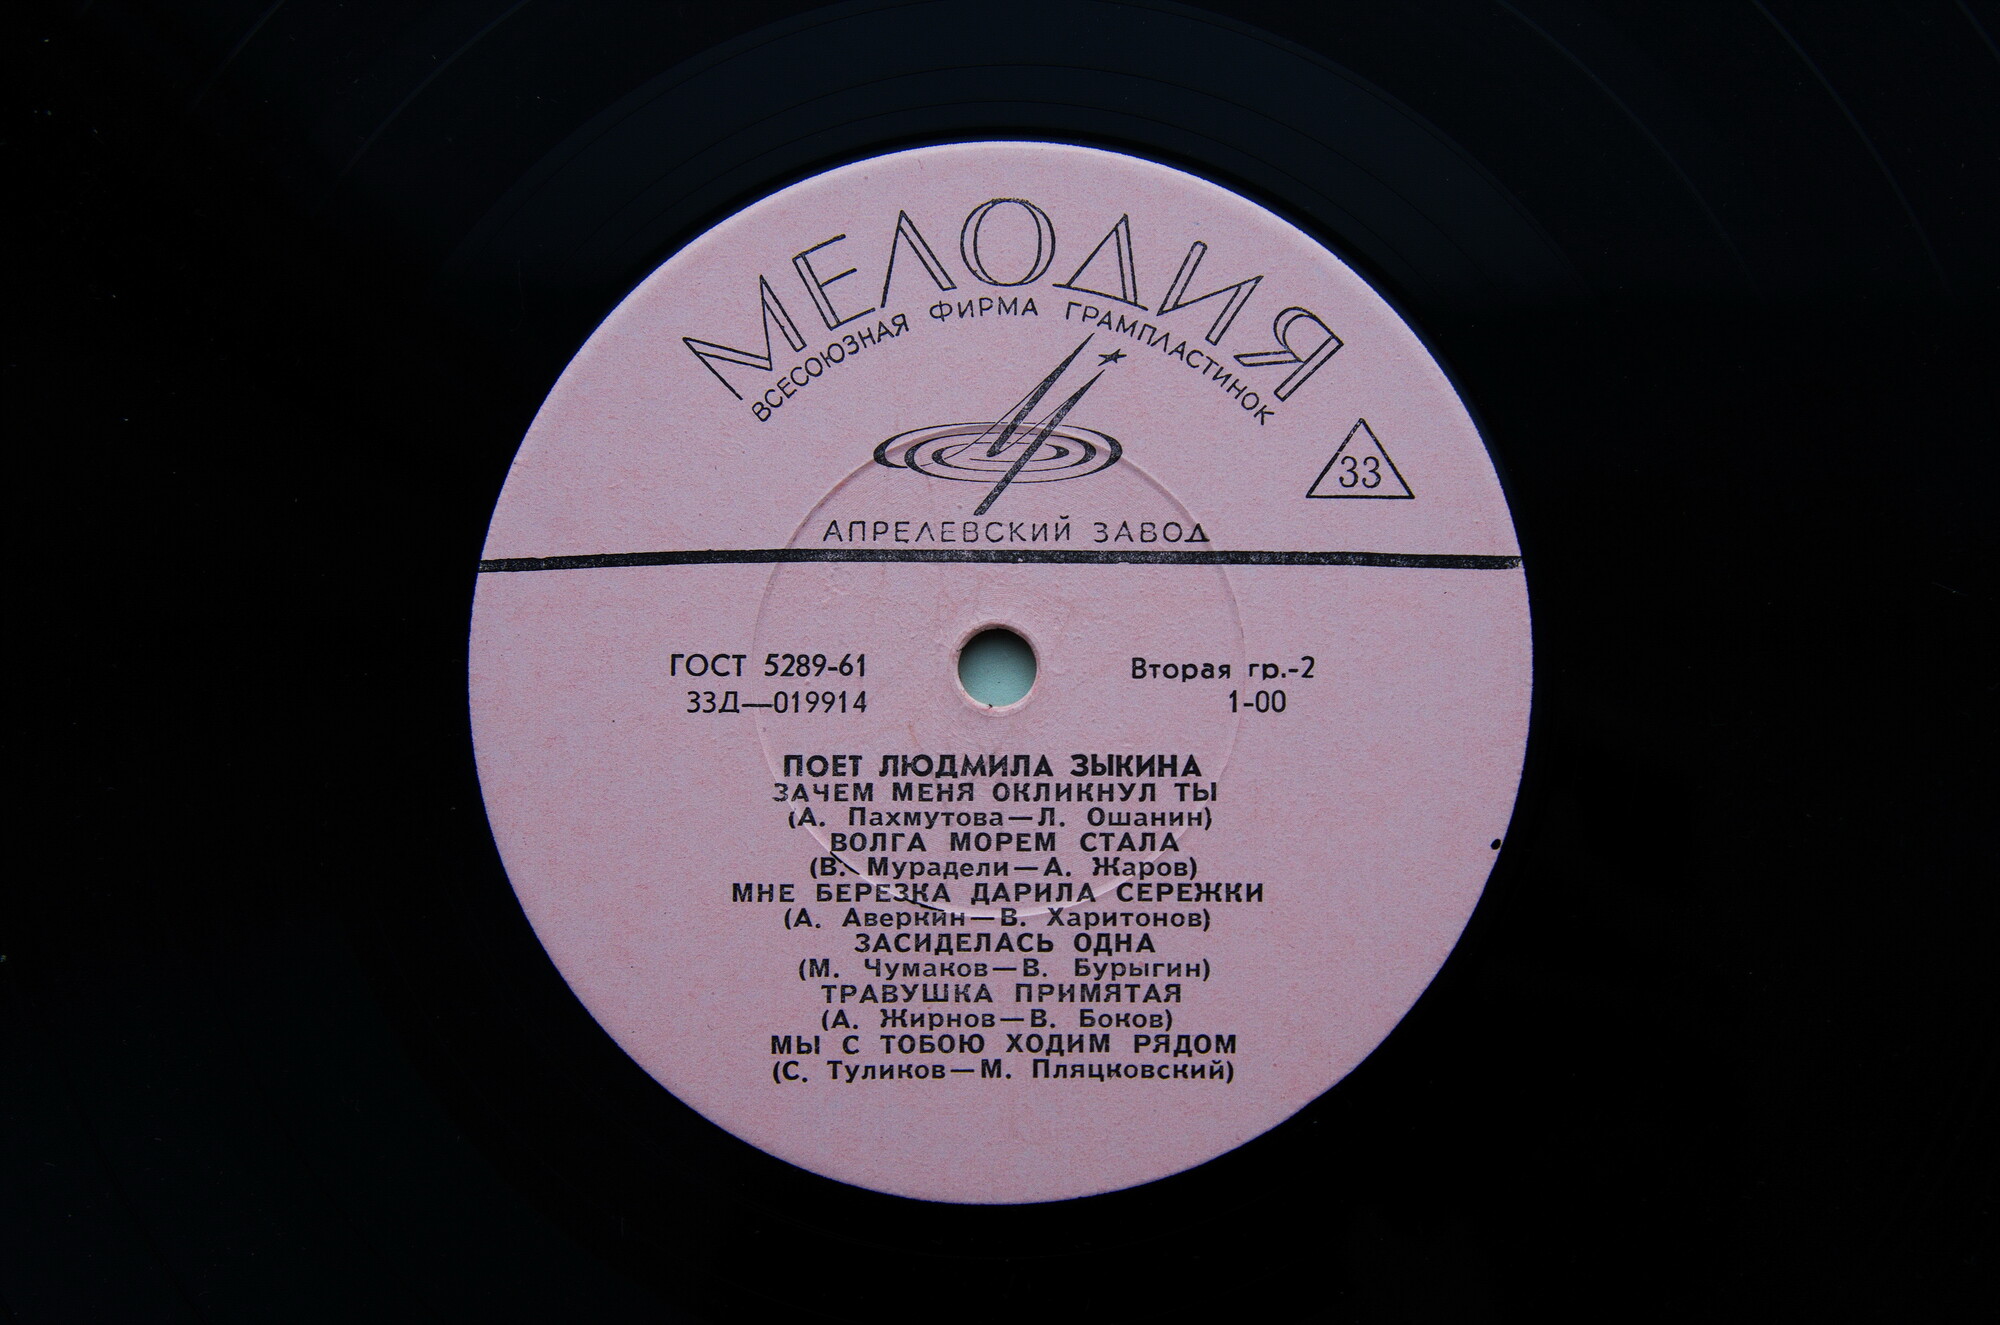 МЕЛОДИЯ
ВСЕСОЮЗНАЯ ФИРМА ГРАМПЛАСТИНОК
33
АПРЕЛЕВСКИЙ ЗАВОД
ГОСТ 5289-61
33Д—019914
Вторая гр.-2
1-00
ПОЕТ ЛЮДМИЛА ЗЫКИНА
ЗАЧЕМ МЕНЯ ОКЛИКНУЛ ТЫ
(А. Пахмутова—Л. Ошанин)
ВОЛГА МОРЕМ СТАЛА
(В. Мурадели—А. Жаров)
МНЕ БЕРЕЗКА ДАРИЛА СЕРЕЖКИ
(А. Аверкин—В. Харитонов)
ЗАСИДЕЛАСЬ ОДНА
(М. Чумаков—В. Бурыгин)
ТРАВУШКА ПРИМЯТАЯ
(А. Жирнов—В. Боков)
МЫ С ТОБОЮ ХОДИМ РЯДОМ
(С. Туликов—М. Пляцковский)